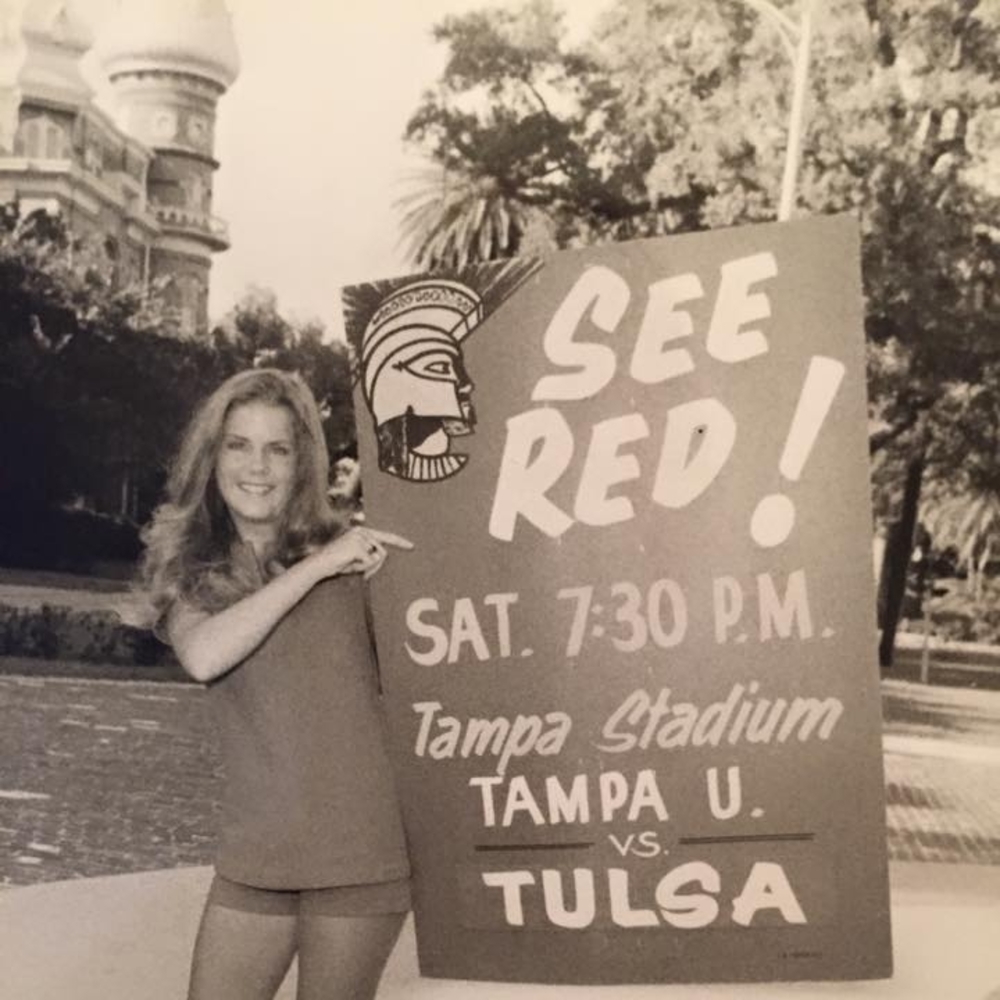 SEE
RED!
SAT. 7:30 P.M.
Tampa Stadium
TAMPA U.
VS.
TULSA